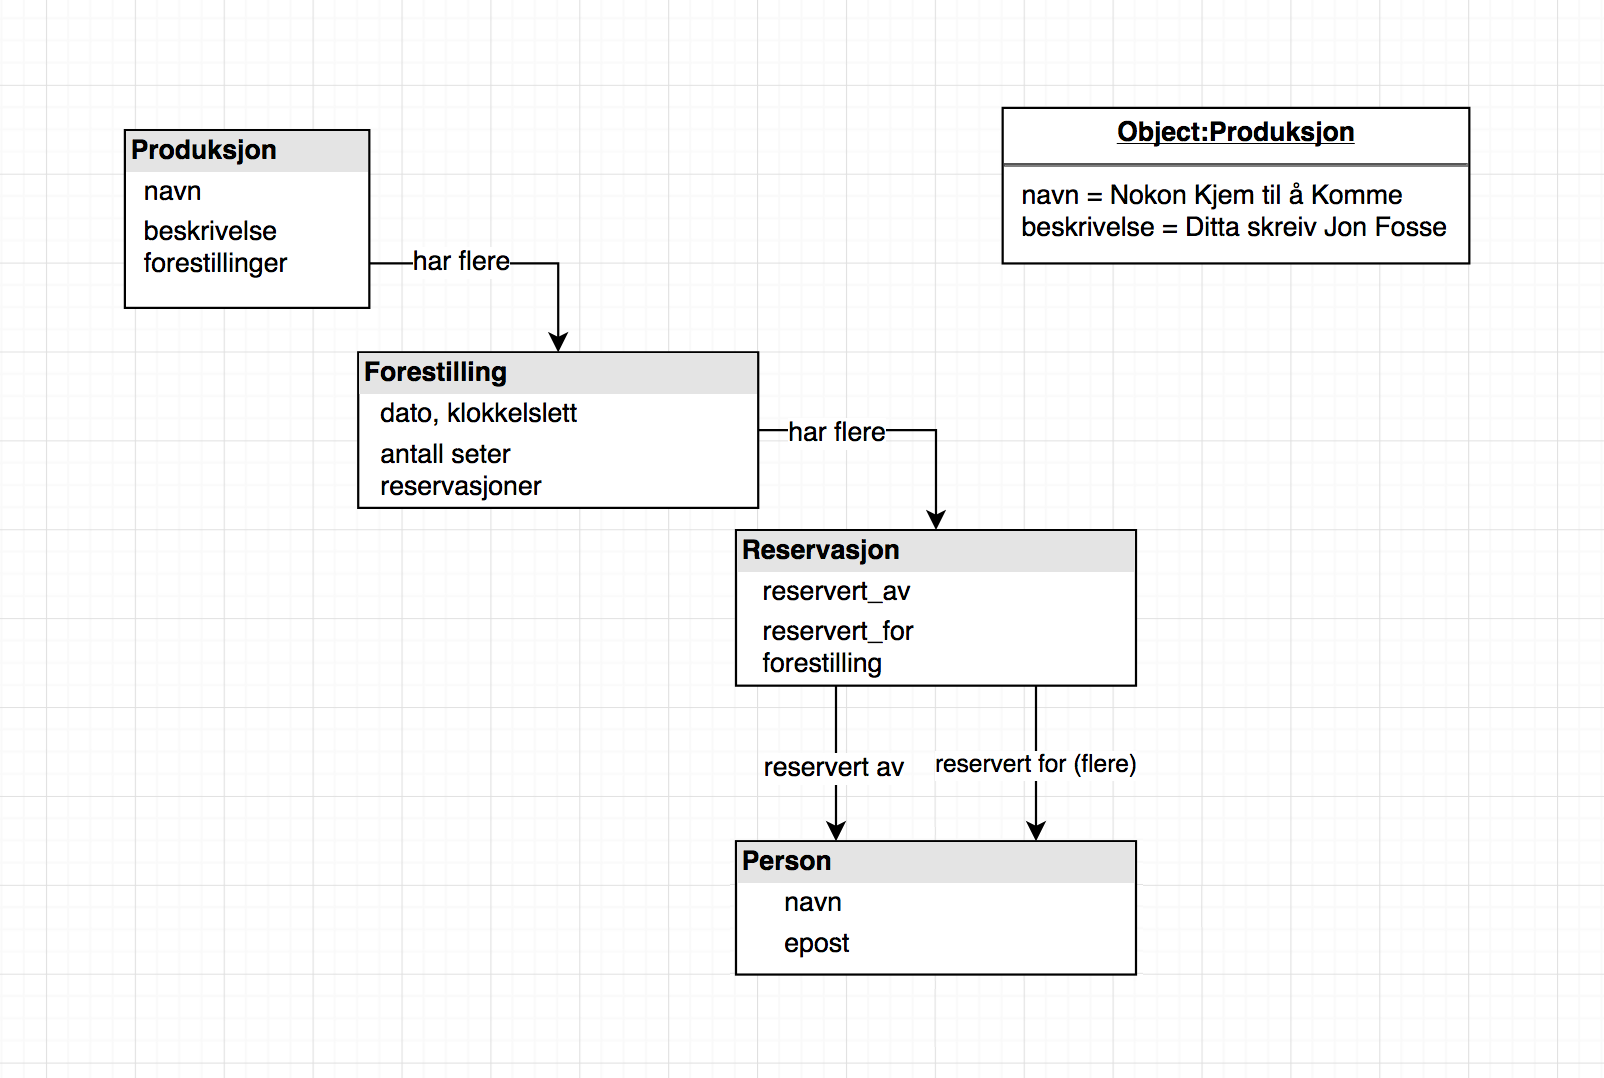 Produksjon
navn
beskrivelse
forestillinger
har flere
Object:Produksjon
navn = Nokon Kjem til å Komme
beskrivelse = Ditta skreiv Jon Fosse
Forestilling
dato, klokkelslett
antall seter
reservasjoner
har flere
Reservasjon
reservert_av
reservert_for
forestilling
reservert av
reservert for (flere)
Person
navn
epost